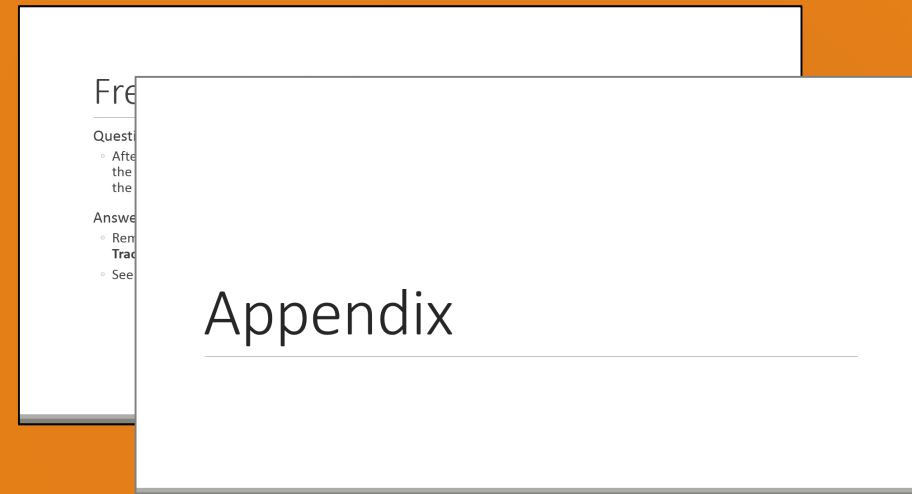 Fre
Questi
Afte
the
the
Answe
Rem
Trac
See
Appendix